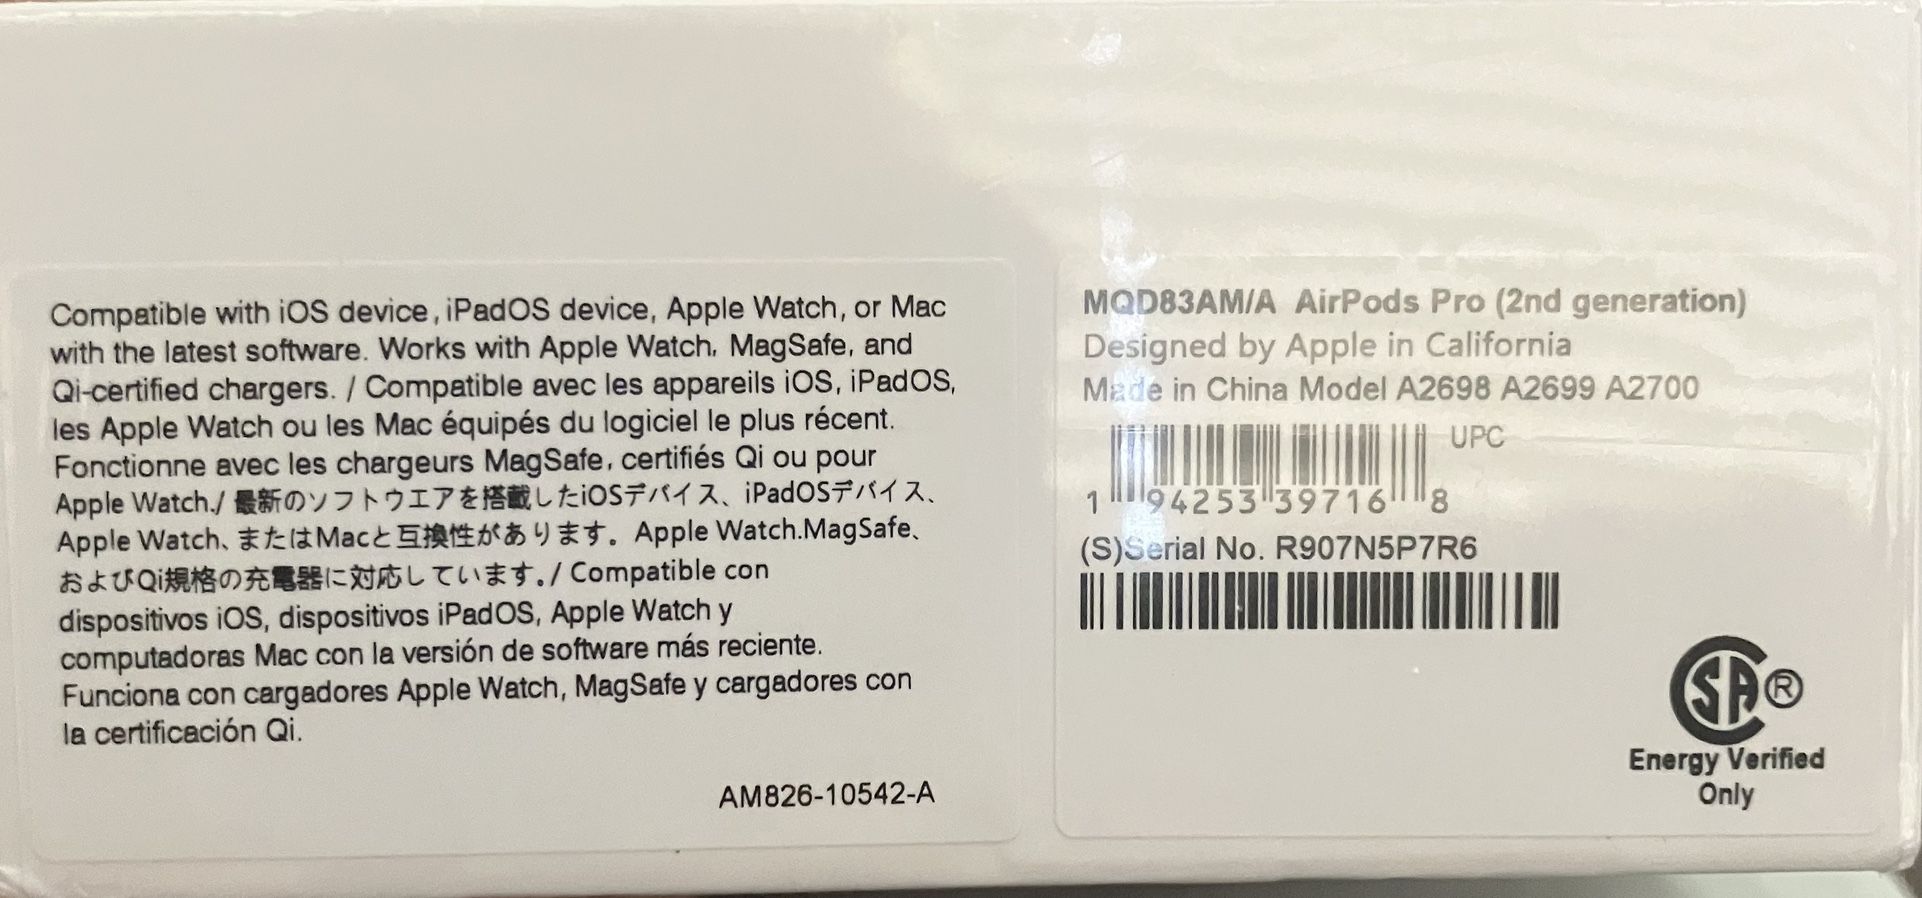 Compatible with iOS device, iPadOS device, Apple Watch, or Mac
with the latest software. Works with Apple Watch, MagSafe, and
Qi-certified chargers. / Compatible avec les appareils iOS, iPadOS,
les Apple Watch ou les Mac équipés du logiciel le plus récent.
Fonctionne avec les chargeurs MagSafe, certifiés Qi ou pour
Apple Watch./ 最新のソフトウエアを搭載したiOSデバイス、iPadOSデバイス、
Apple Watch、またはMacと互換性があります。Apple Watch.MagSafe、
およびQi規格の充電器に対応しています。/ Compatible con
dispositivos iOS, dispositivos iPadOS, Apple Watch y
computadoras Mac con la versión de software más reciente.
Funciona con cargadores Apple Watch, MagSafe y cargadores con
la certificación Qi.
AM826-10542-A
MQD83AM/A AirPods Pro (2nd generation)
Designed by Apple in California
Made in China Model A2698 A2699 A2700
UPC
1 94253 39716 8
(S)Serial No. R907N5P7R6
CSA®
Energy Verified
Only